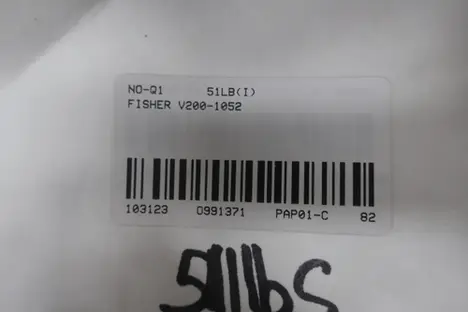 NO-Q1 51LB(I)
FISHER V200-1052
103123 0991371 PAP01-C 82
51lbS